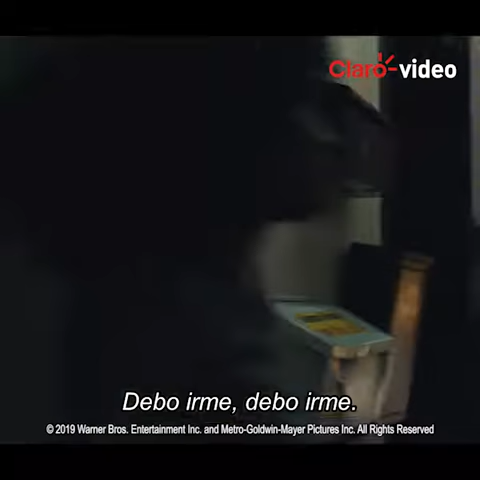 Claro-video
Debo irme, debo irme.
© 2019 Warner Bros. Entertainment Inc. and Metro-Goldwin-Mayer Pictures Inc. All Rights Reserved